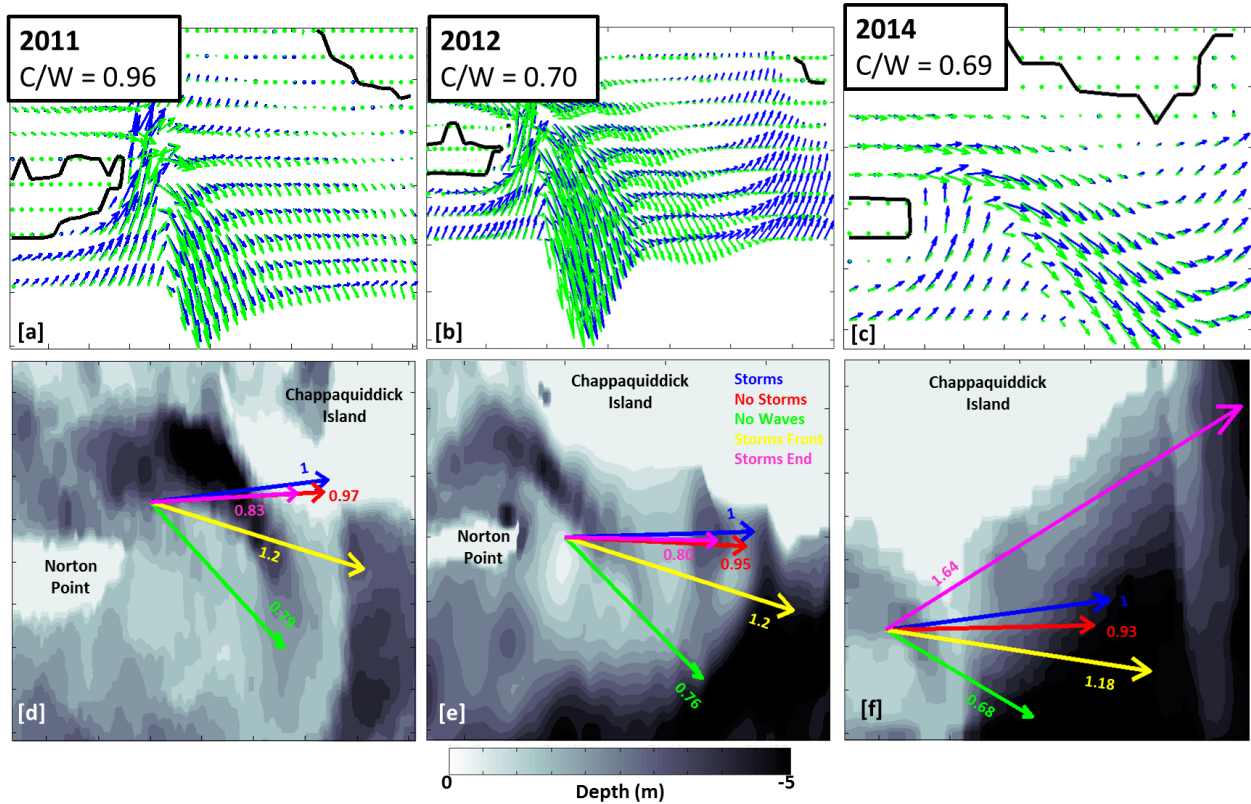 2011
C/W = 0.96
2012
C/W = 0.70
2014
C/W = 0.69
[a]
[b]
[c]
Chappaquiddick
Island
1
0.97
0.83
1.2
0.79
Norton
Point
[d]
Chappaquiddick
Island
Storms
No Storms
No Waves
Storms Front
Storms End
1
0.80
0.95
1.2
0.76
Norton
Point
[e]
Chappaquiddick
Island
1.64
1
0.93
1.18
0.68
[f]
0
-5
Depth (m)